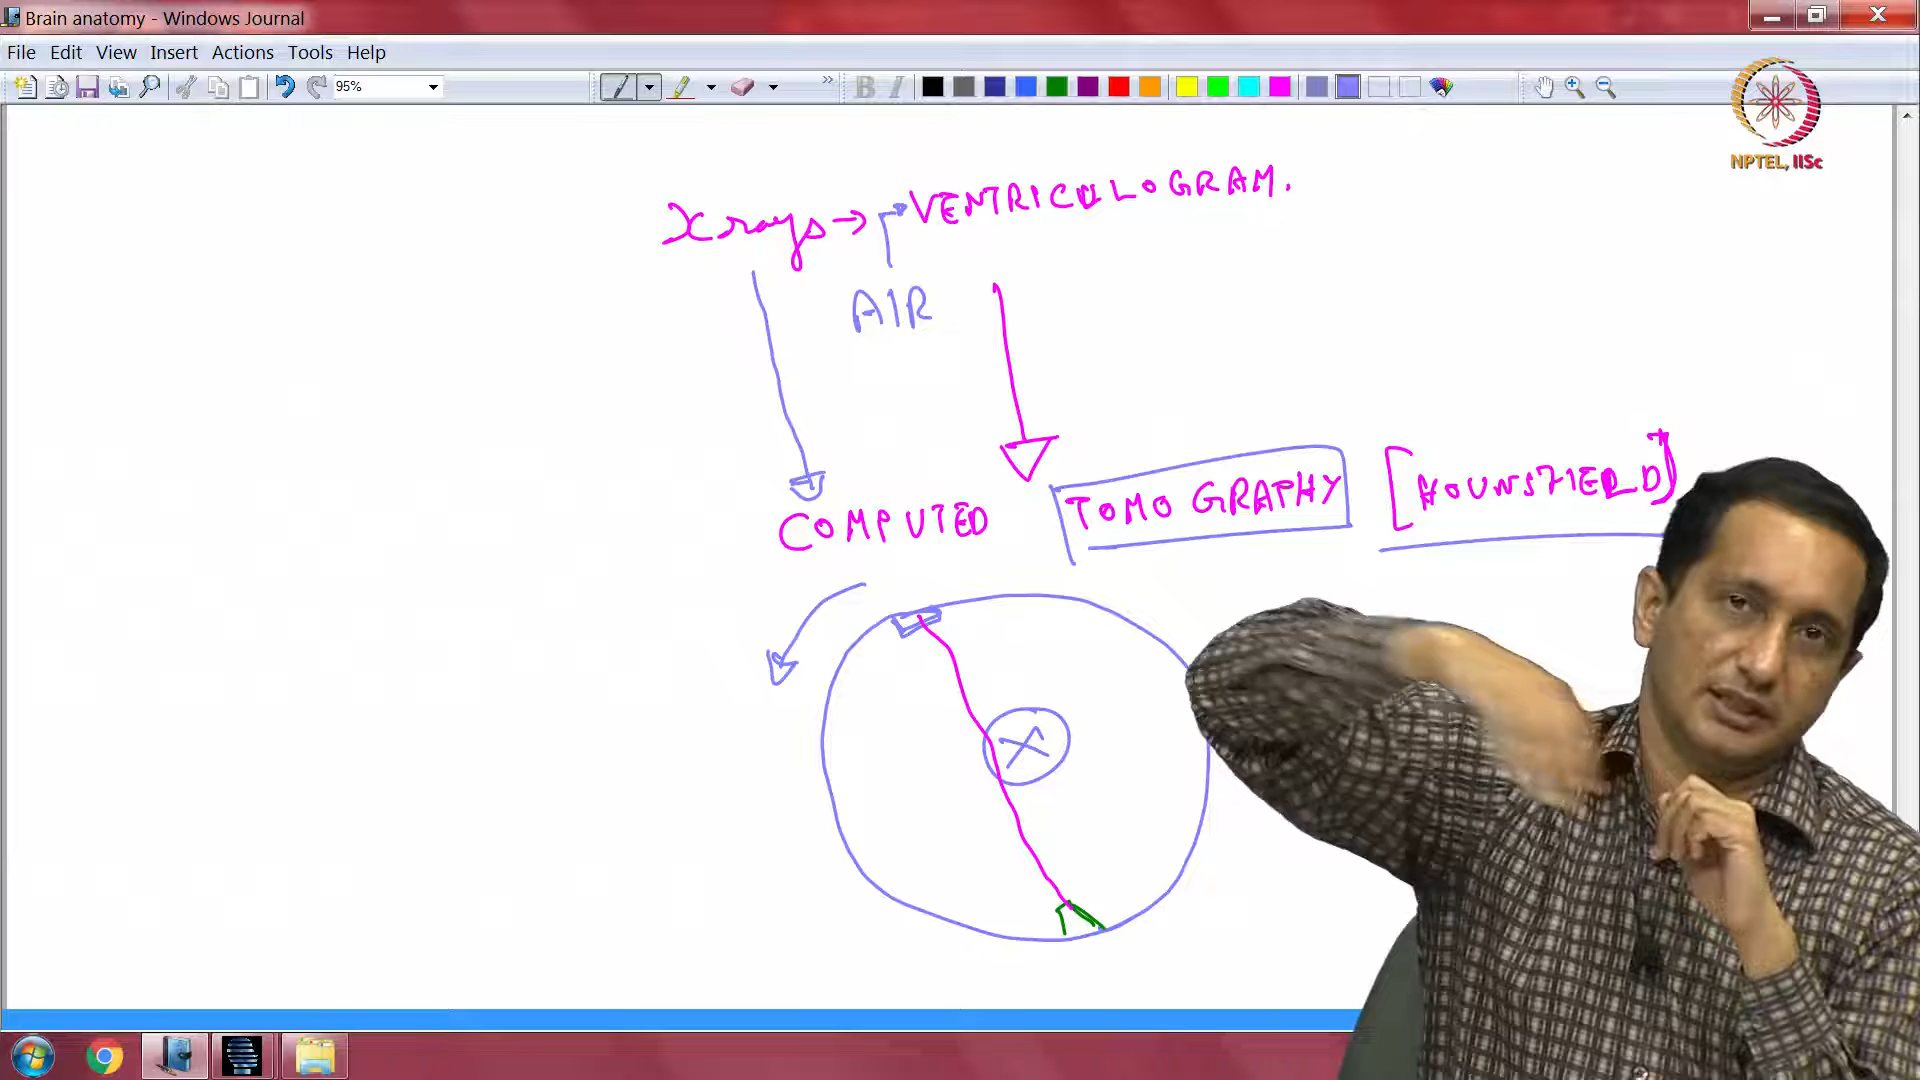 Brain anatomy - Windows Journal
File Edit View Insert Actions Tools Help
95%
B I
NPTEL, IISc
X rays → VENTRICULOGRAM.
AIR
COMPUTED TOMOGRAPHY [HOUNSFIELD]
X